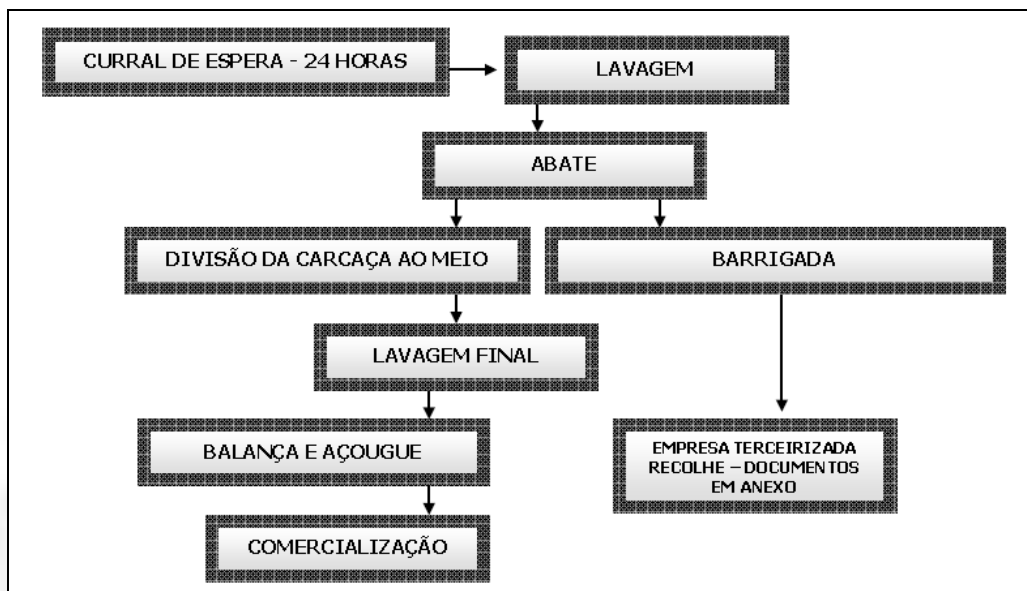 CURRAL DE ESPERA - 24 HORAS
LAVAGEM
ABATE
DIVISÃO DA CARCAÇA AO MEIO
BARRIGADA
LAVAGEM FINAL
BALANÇA E AÇOUGUE
EMPRESA TERCEIRIZADA
RECOLHE – DOCUMENTOS
EM ANEXO
COMERCIALIZAÇÃO